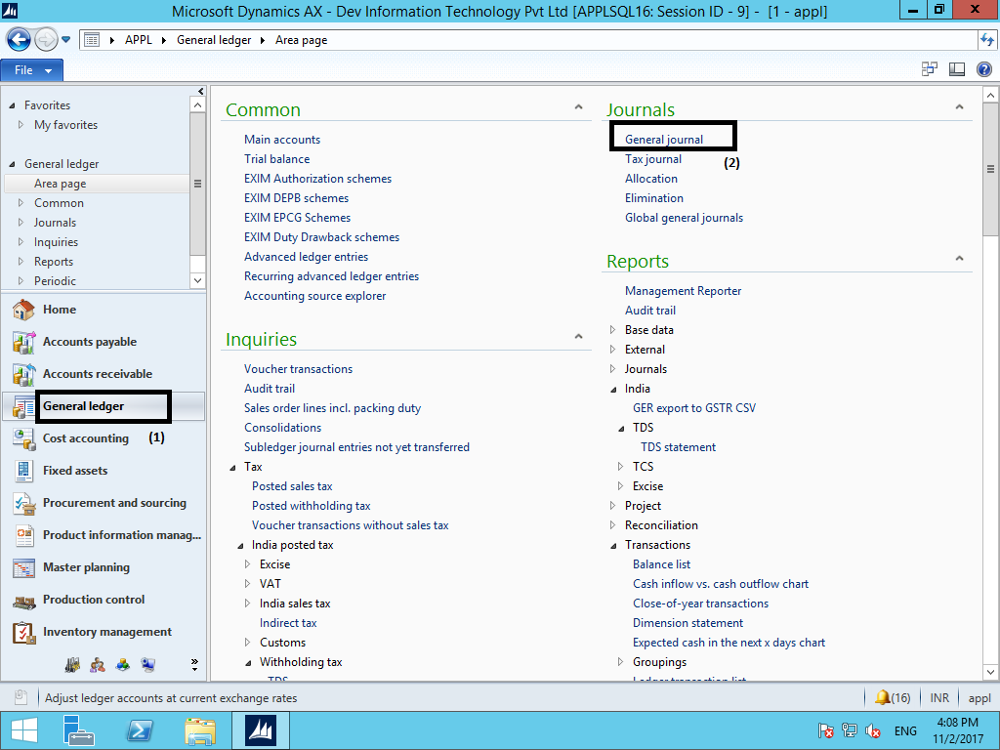 Microsoft Dynamics AX - Dev Information Technology Pvt Ltd [APPLSQL16: Session ID - 9] - [1 - appl]
APPL
General ledger
Area page
File
Favorites
My favorites
General ledger
Area page
Common
Journals
Inquiries
Reports
Periodic
Home
Accounts payable
Accounts receivable
General ledger
Cost accounting
(1)
Fixed assets
Procurement and sourcing
Product information manag...
Master planning
Production control
Inventory management
Common
Main accounts
Trial balance
EXIM Authorization schemes
EXIM DEPB schemes
EXIM EPCG Schemes
EXIM Duty Drawback schemes
Advanced ledger entries
Recurring advanced ledger entries
Accounting source explorer
Inquiries
Voucher transactions
Audit trail
Sales order lines incl. packing duty
Consolidations
Subledger journal entries not yet transferred
Tax
Posted sales tax
Posted withholding tax
Voucher transactions without sales tax
India posted tax
Excise
VAT
India sales tax
Indirect tax
Customs
Withholding tax
TDS
Journals
General journal
Tax journal
(2)
Allocation
Elimination
Global general journals
Reports
Management Reporter
Audit trail
Base data
External
Journals
India
GER export to GSTR CSV
TDS
TDS statement
TCS
Excise
Project
Reconciliation
Transactions
Balance list
Cash inflow vs. cash outflow chart
Close-of-year transactions
Dimension statement
Expected cash in the next x days chart
Groupings
Ledger transaction list
Adjust ledger accounts at current exchange rates
(16)
INR
appl
ENG
4:08 PM
11/2/2017